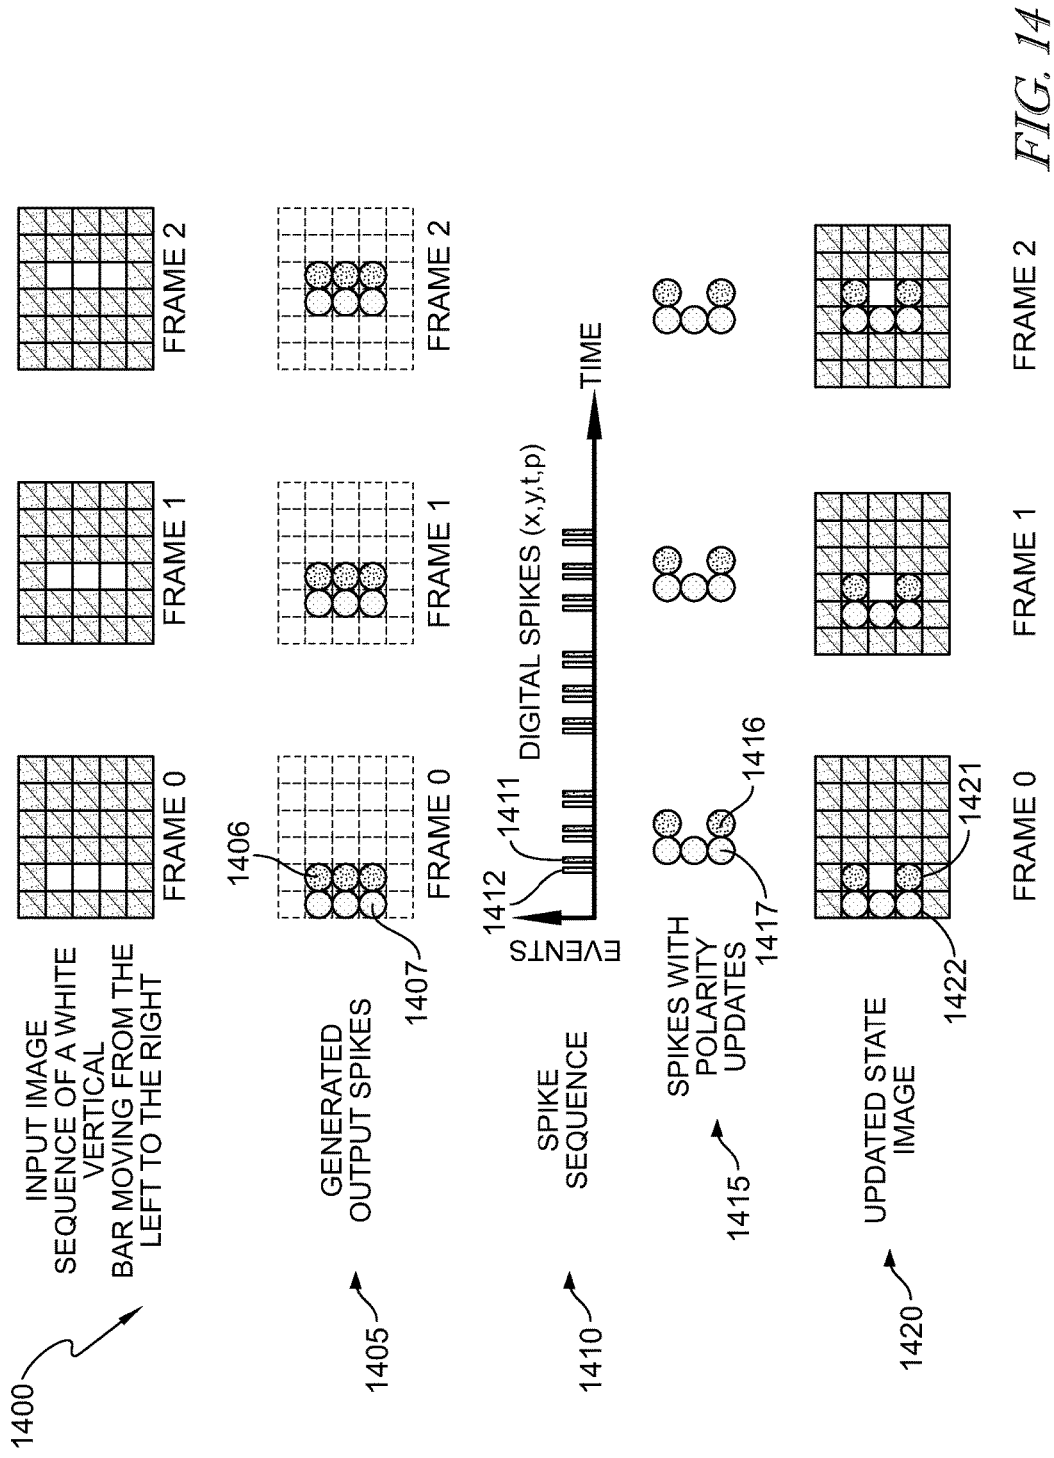 1400
INPUT IMAGE
SEQUENCE OF A WHITE
VERTICAL
BAR MOVING FROM THE
LEFT TO THE RIGHT
FRAME 0
FRAME 1
FRAME 2
1405
GENERATED
OUTPUT SPIKES
1406
1407
FRAME 0
FRAME 1
FRAME 2
1410
SPIKE
SEQUENCE
EVENTS
1412
1411
DIGITAL SPIKES (x,y,t,p)
TIME
1415
SPIKES WITH
POLARITY
UPDATES
1417
1416
1420
UPDATED STATE
IMAGE
1422
1421
FRAME 0
FRAME 1
FRAME 2
FIG. 14